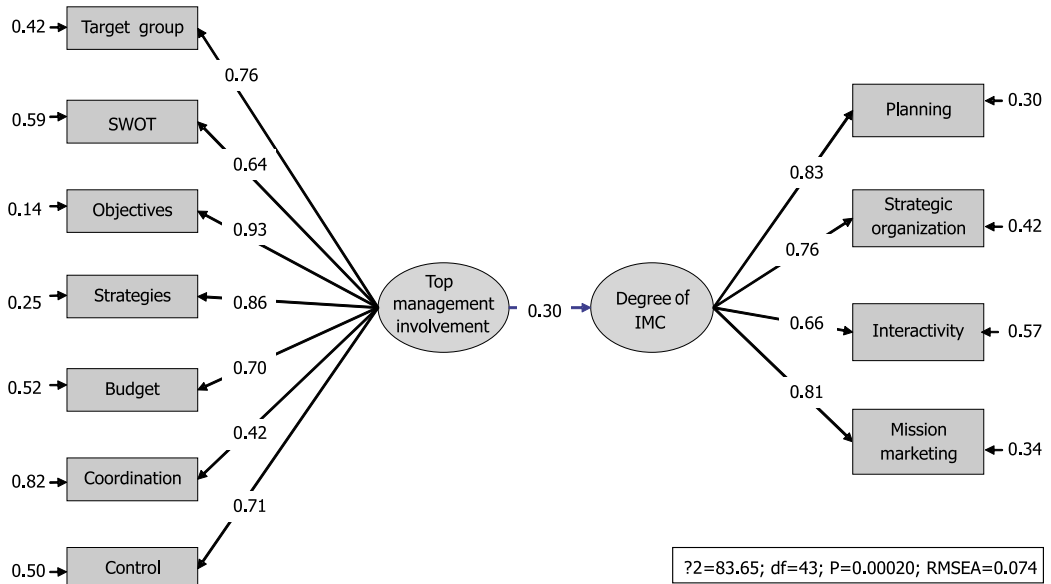 0.42
Target group
0.76
0.59
SWOT
0.64
0.14
Objectives
0.93
0.25
Strategies
0.86
0.52
Budget
0.70
0.82
Coordination
0.42
0.50
Control
0.71
Top
management
involvement
0.30
Degree of
IMC
0.83
Planning
0.30
0.76
Strategic
organization
0.42
0.66
Interactivity
0.57
0.81
Mission
marketing
0.34
?2=83.65; df=43; P=0.00020; RMSEA=0.074